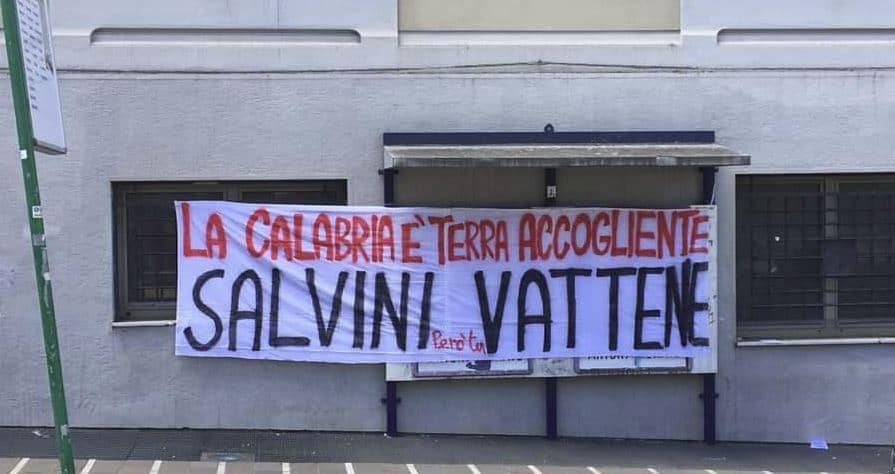 LA CALABRIA E' TERRA ACCOGLIENTE
SALVINI Però tu VATTENE